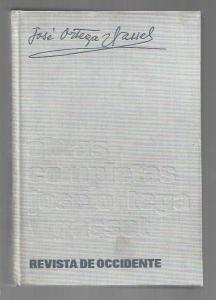 José Ortega y Gasset
obras
completas
josé ortega
y gasset
REVISTA DE OCCIDENTE